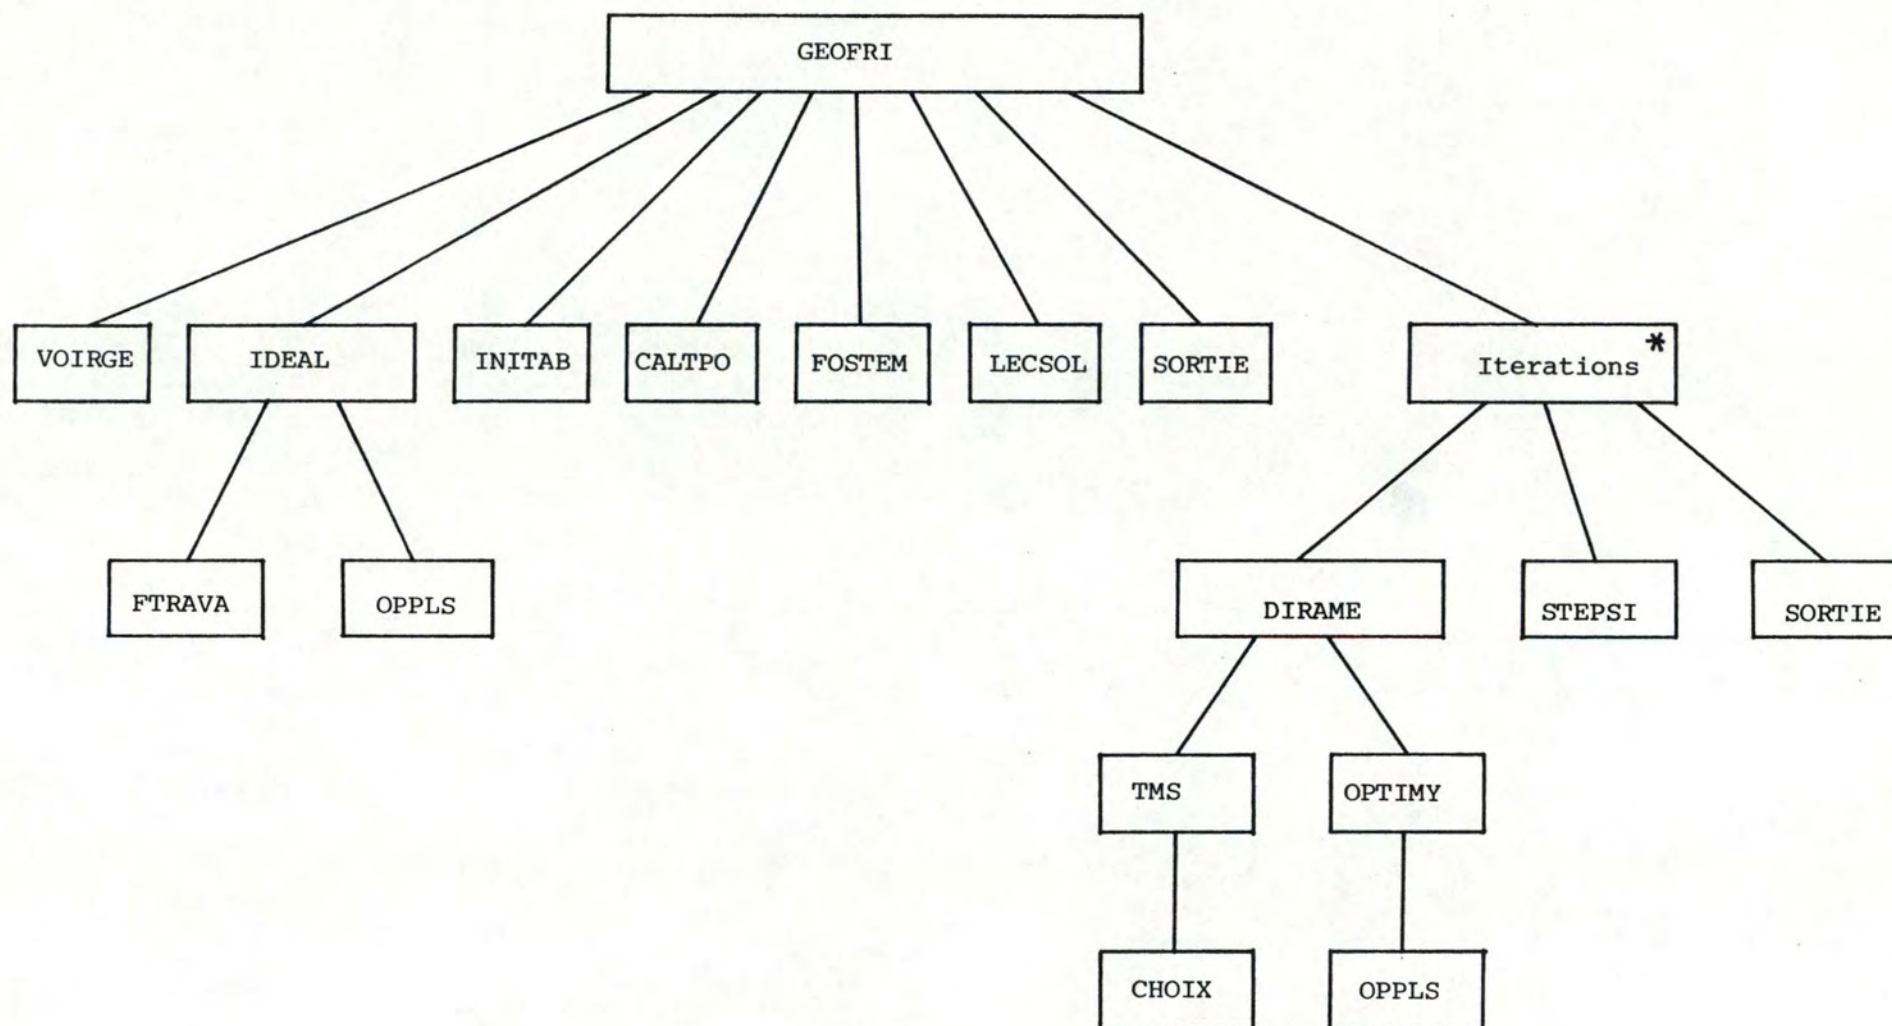 GEOFRI
VOIRGE IDEAL INITAB CALTPO FOSTEM LECSOL SORTIE Iterations *
FTRAVA OPPLS DIRAME STEPSI SORTIE
TMS OPTIMY
CHOIX OPPLS